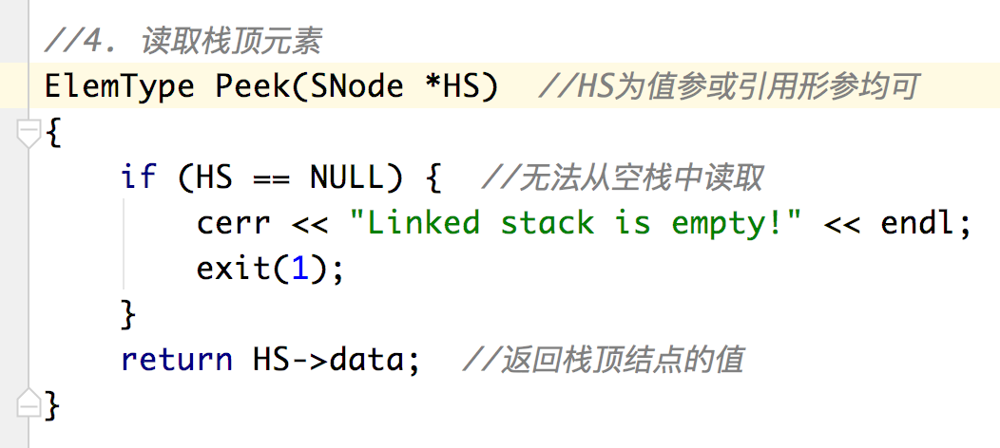 //4. 读取栈顶元素
ElemType Peek(SNode *HS)  //HS为值参或引用形参均可
{
    if (HS == NULL) {  //无法从空栈中读取
        cerr << "Linked stack is empty!" << endl;
        exit(1);
    }
    return HS->data;  //返回栈顶结点的值
}